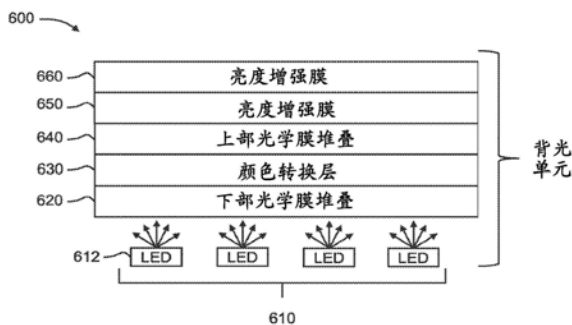 600
660 亮度增强膜
650 亮度增强膜
640 上部光学膜堆叠
630 颜色转换层
620 下部光学膜堆叠
背光
单元
612 LED LED LED LED
610